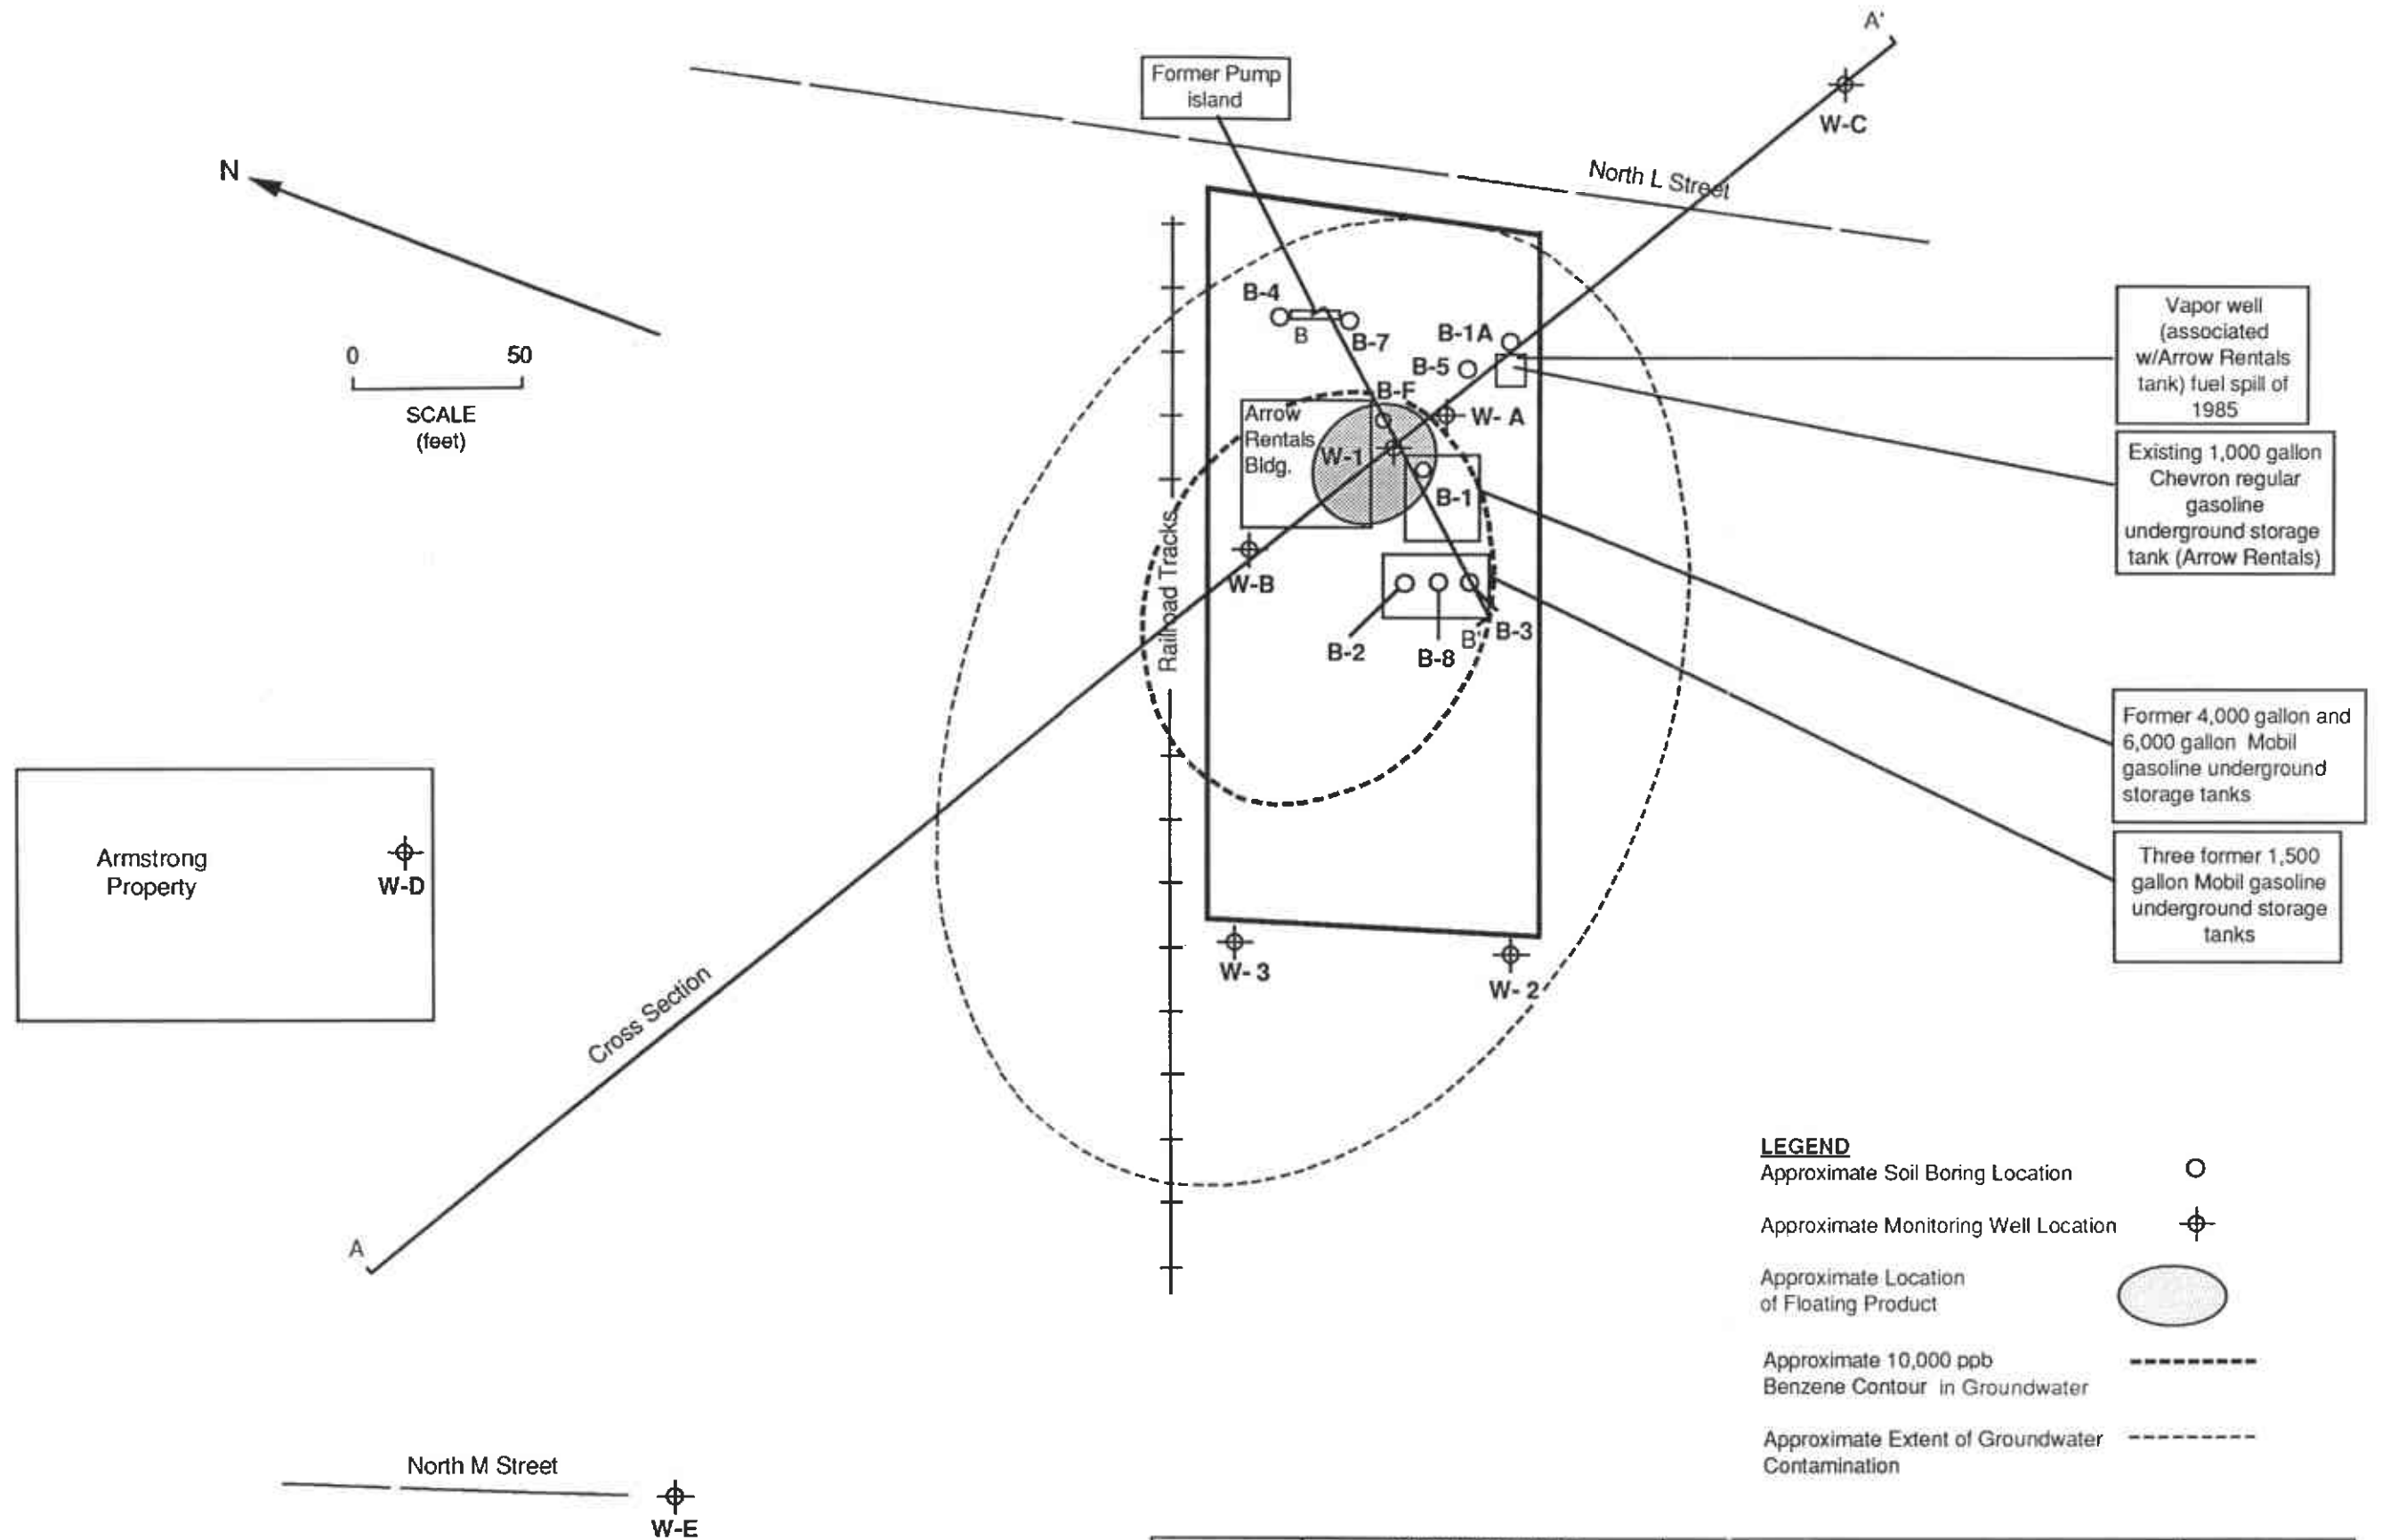 A'
Former Pump
island
W-C
North L Street
N
0 50
SCALE
(feet)
B-4
B
B-7
B-1A
B-5
B-F
W- A
Arrow
Rentals
Bldg.
W-1
B-1
W-B
Railroad Tracks
B-2
B-8
B'
B-3
Vapor well
(associated
w/Arrow Rentals
tank) fuel spill of
1985
Existing 1,000 gallon
Chevron regular
gasoline
underground storage
tank (Arrow Rentals)
Former 4,000 gallon and
6,000 gallon Mobil
gasoline underground
storage tanks
Three former 1,500
gallon Mobil gasoline
underground storage
tanks
Armstrong
Property
W-D
W- 3
W- 2
Cross Section
A
LEGEND
Approximate Soil Boring Location
Approximate Monitoring Well Location
Approximate Location
of Floating Product
Approximate 10,000 ppb
Benzene Contour in Groundwater
Approximate Extent of Groundwater
Contamination
North M Street
W-E